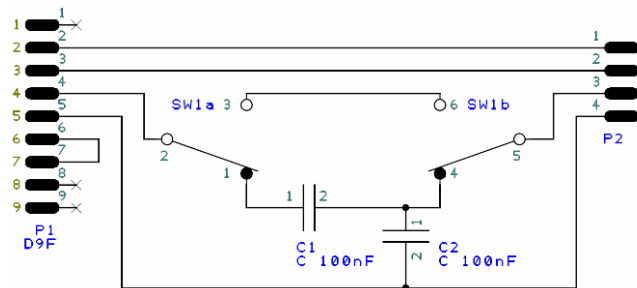 1 1
2 2 1
3 3 2
4 4 SW1a 3 6 SW1b 3
5 5 4
6 6 2 5 P2
7 7
8 8 1 4
9 9 1 2 1
P1 C1 2 C2
D9F C 100nF C 100nF